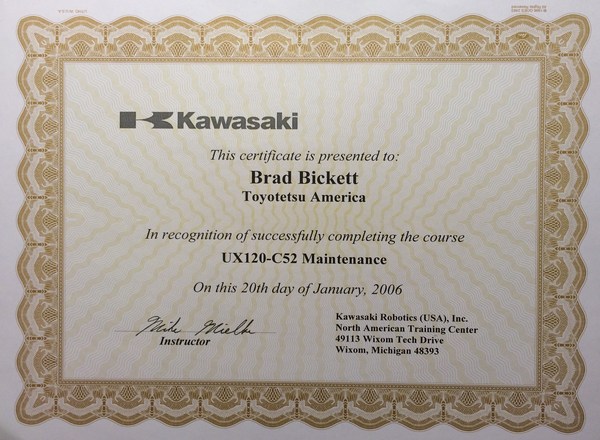 Kawasaki
This certificate is presented to:
Brad Bickett
Toyotetsu America
In recognition of successfully completing the course
UX120-C52 Maintenance
On this 20th day of January, 2006
Mike Mielke
Instructor
Kawasaki Robotics (USA), Inc.
North American Training Center
49113 Wixom Tech Drive
Wixom, Michigan 48393